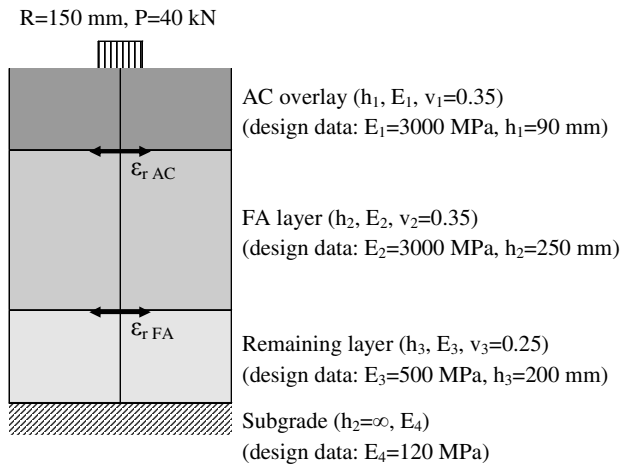 R=150 mm, P=40 kN
AC overlay (h₁, E₁, v₁=0.35)
(design data: E₁=3000 MPa, h₁=90 mm)
εr AC
FA layer (h₂, E₂, v₂=0.35)
(design data: E₂=3000 MPa, h₂=250 mm)
εr FA
Remaining layer (h₃, E₃, v₃=0.25)
(design data: E₃=500 MPa, h₃=200 mm)
Subgrade (h₂=∞, E₄)
(design data: E₄=120 MPa)